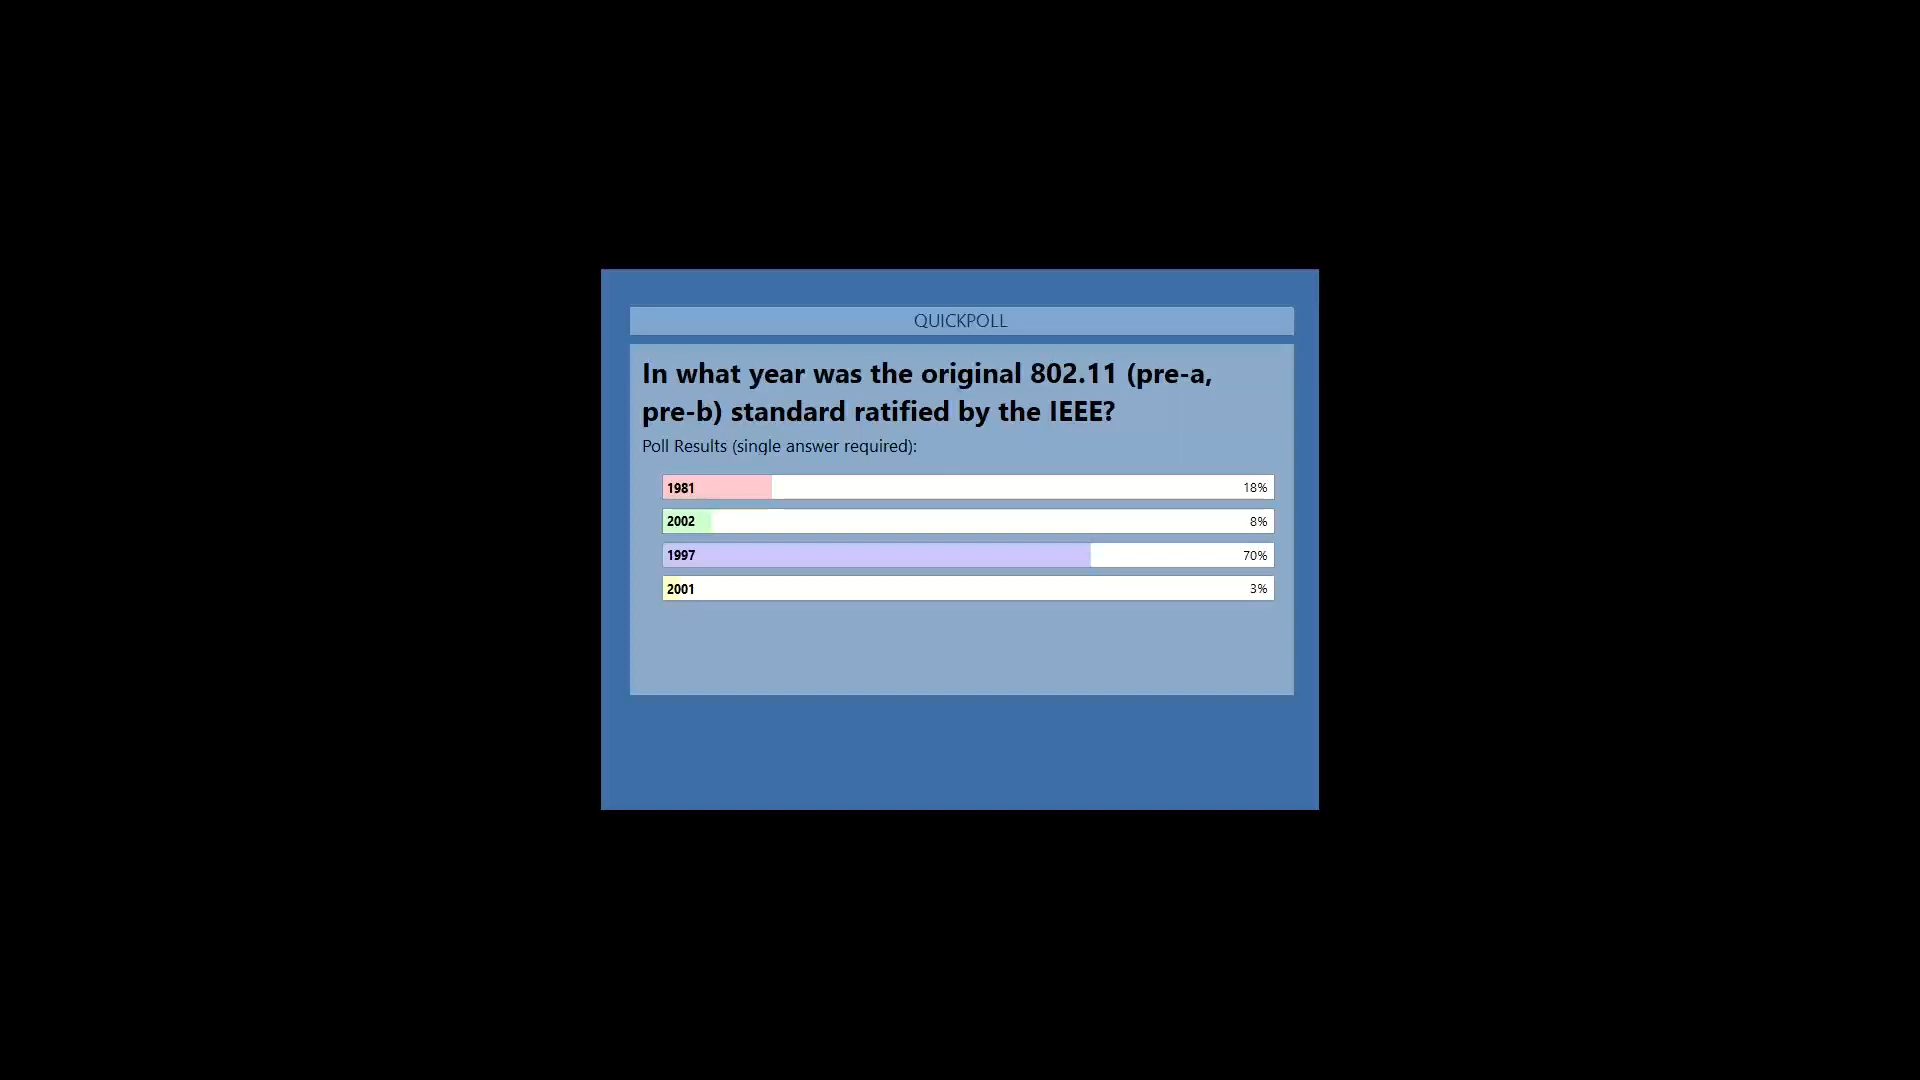 QUICKPOLL
In what year was the original 802.11 (pre-a,
pre-b) standard ratified by the IEEE?
Poll Results (single answer required):
1981 18%
2002 8%
1997 70%
2001 3%